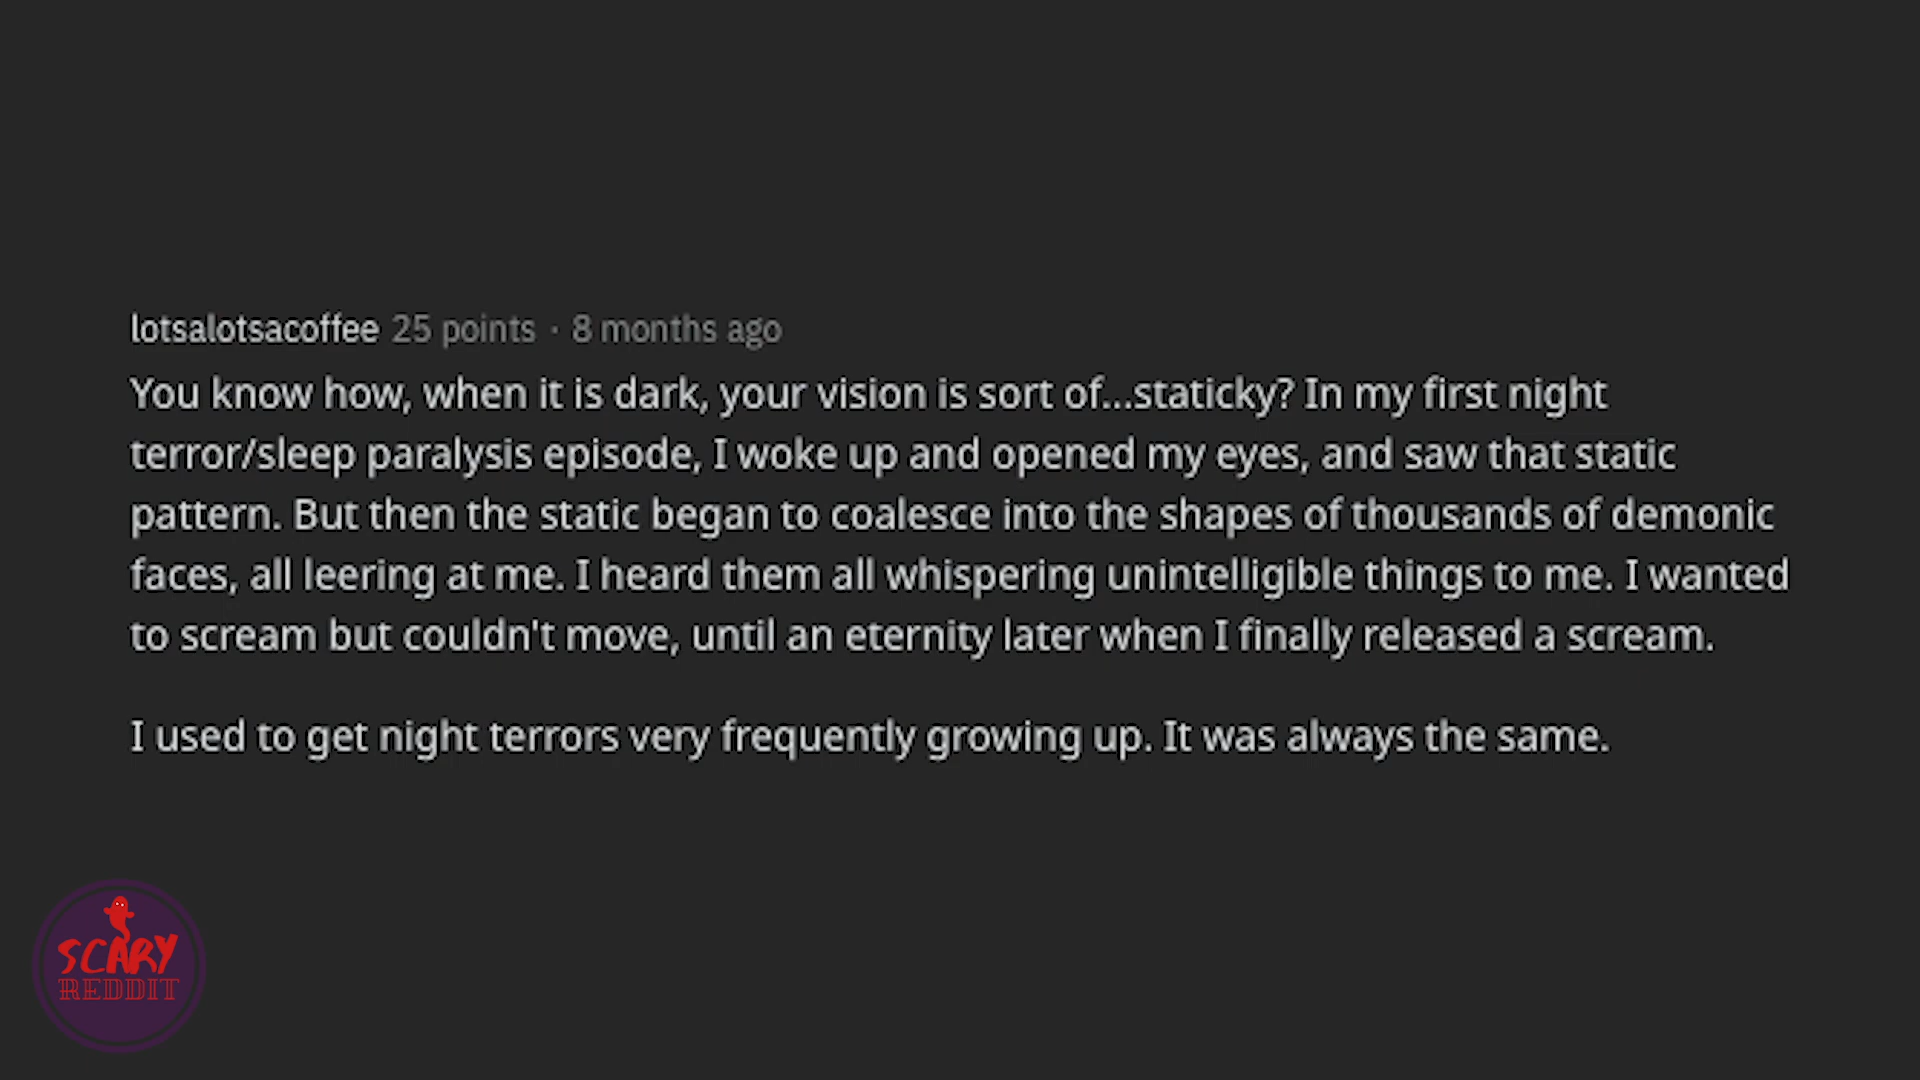 lotsalotsacoffee 25 points · 8 months ago
You know how, when it is dark, your vision is sort of...staticky? In my first night
terror/sleep paralysis episode, I woke up and opened my eyes, and saw that static
pattern. But then the static began to coalesce into the shapes of thousands of demonic
faces, all leering at me. I heard them all whispering unintelligible things to me. I wanted
to scream but couldn't move, until an eternity later when I finally released a scream.
I used to get night terrors very frequently growing up. It was always the same.
SCARY
REDDIT